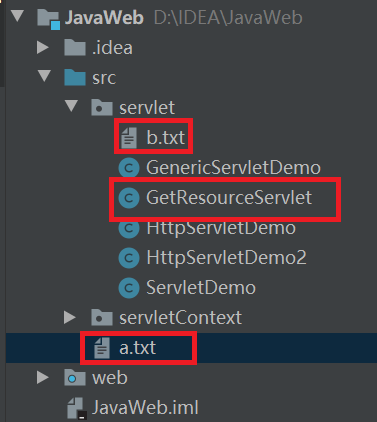 JavaWeb D:\IDEA\JavaWeb
.idea
src
servlet
b.txt
GenericServletDemo
GetResourceServlet
HttpServletDemo
HttpServletDemo2
ServletDemo
servletContext
a.txt
web
JavaWeb.iml